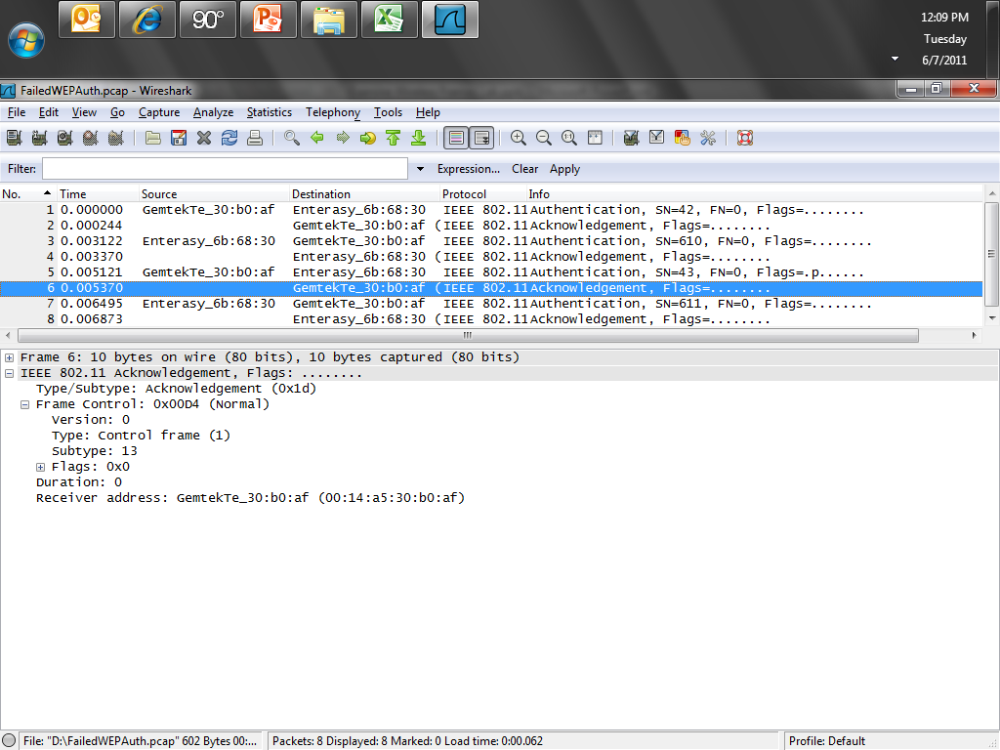 90°
12:09 PM
Tuesday
6/7/2011
FailedWEPAuth.pcap - Wireshark
File Edit View Go Capture Analyze Statistics Telephony Tools Help
Filter: Expression... Clear Apply
No. Time Source Destination Protocol Info
1 0.000000 GemtekTe_30:b0:af Enterasy_6b:68:30 IEEE 802.11 Authentication, SN=42, FN=0, Flags=........
2 0.000244 GemtekTe_30:b0:af ( IEEE 802.11 Acknowledgement, Flags=........
3 0.003122 Enterasy_6b:68:30 GemtekTe_30:b0:af IEEE 802.11 Authentication, SN=610, FN=0, Flags=........
4 0.003370 Enterasy_6b:68:30 ( IEEE 802.11 Acknowledgement, Flags=........
5 0.005121 GemtekTe_30:b0:af Enterasy_6b:68:30 IEEE 802.11 Authentication, SN=43, FN=0, Flags=.p......
6 0.005370 GemtekTe_30:b0:af ( IEEE 802.11 Acknowledgement, Flags=........
7 0.006495 Enterasy_6b:68:30 GemtekTe_30:b0:af IEEE 802.11 Authentication, SN=611, FN=0, Flags=........
8 0.006873 Enterasy_6b:68:30 ( IEEE 802.11 Acknowledgement, Flags=........
Frame 6: 10 bytes on wire (80 bits), 10 bytes captured (80 bits)
IEEE 802.11 Acknowledgement, Flags: ........
Type/Subtype: Acknowledgement (0x1d)
Frame Control: 0x00D4 (Normal)
Version: 0
Type: Control frame (1)
Subtype: 13
Flags: 0x0
Duration: 0
Receiver address: GemtekTe_30:b0:af (00:14:a5:30:b0:af)
File: "D:\FailedWEPAuth.pcap" 602 Bytes 00:... Packets: 8 Displayed: 8 Marked: 0 Load time: 0:00.062 Profile: Default